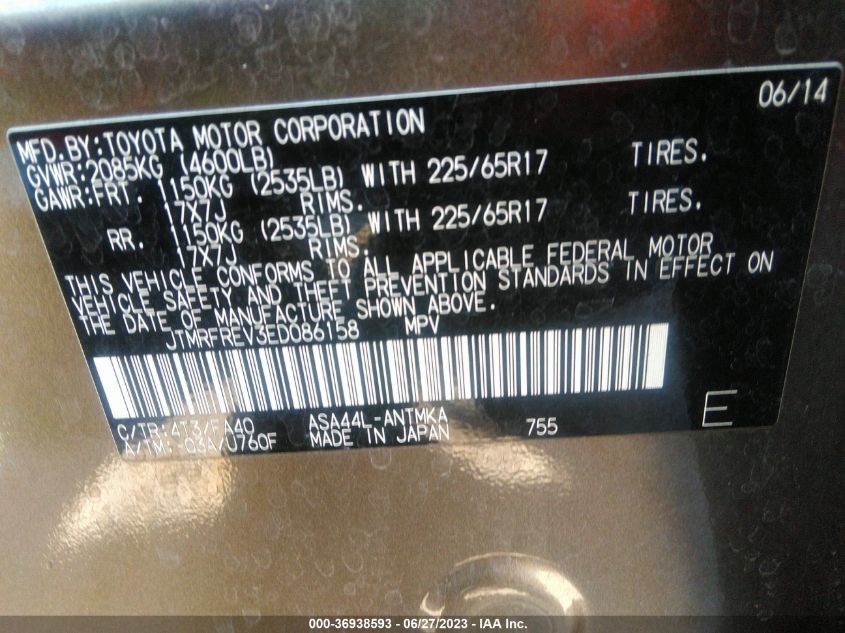 06/14
MFD.BY:TOYOTA MOTOR CORPORATION
GVWR:2085KG (4600LB)
GAWR:FRT. 1150KG (2535LB) WITH 225/65R17 TIRES.
17X7J RIMS.
RR. 1150KG (2535LB) WITH 225/65R17 TIRES.
17X7J RIMS.
THIS VEHICLE CONFORMS TO ALL APPLICABLE FEDERAL MOTOR
VEHICLE SAFETY AND THEFT PREVENTION STANDARDS IN EFFECT ON
THE DATE OF MANUFACTURE SHOWN ABOVE.
JTMRFREV3ED086158 MPV
C/TR:4T3/FA40 ASA44L-ANTMKA 755 E
A/TM:-03A/U760F MADE IN JAPAN
000-36938593 - 06/27/2023 - IAA Inc.